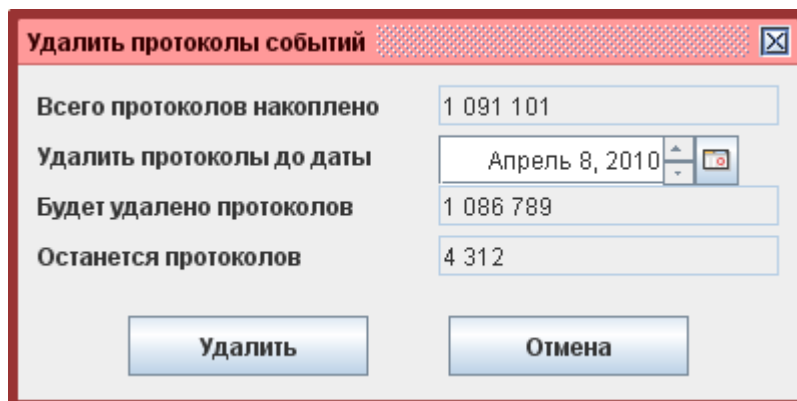 Удалить протоколы событий
Всего протоколов накоплено 1 091 101
Удалить протоколы до даты Апрель 8, 2010
Будет удалено протоколов 1 086 789
Останется протоколов 4 312
Удалить Отмена